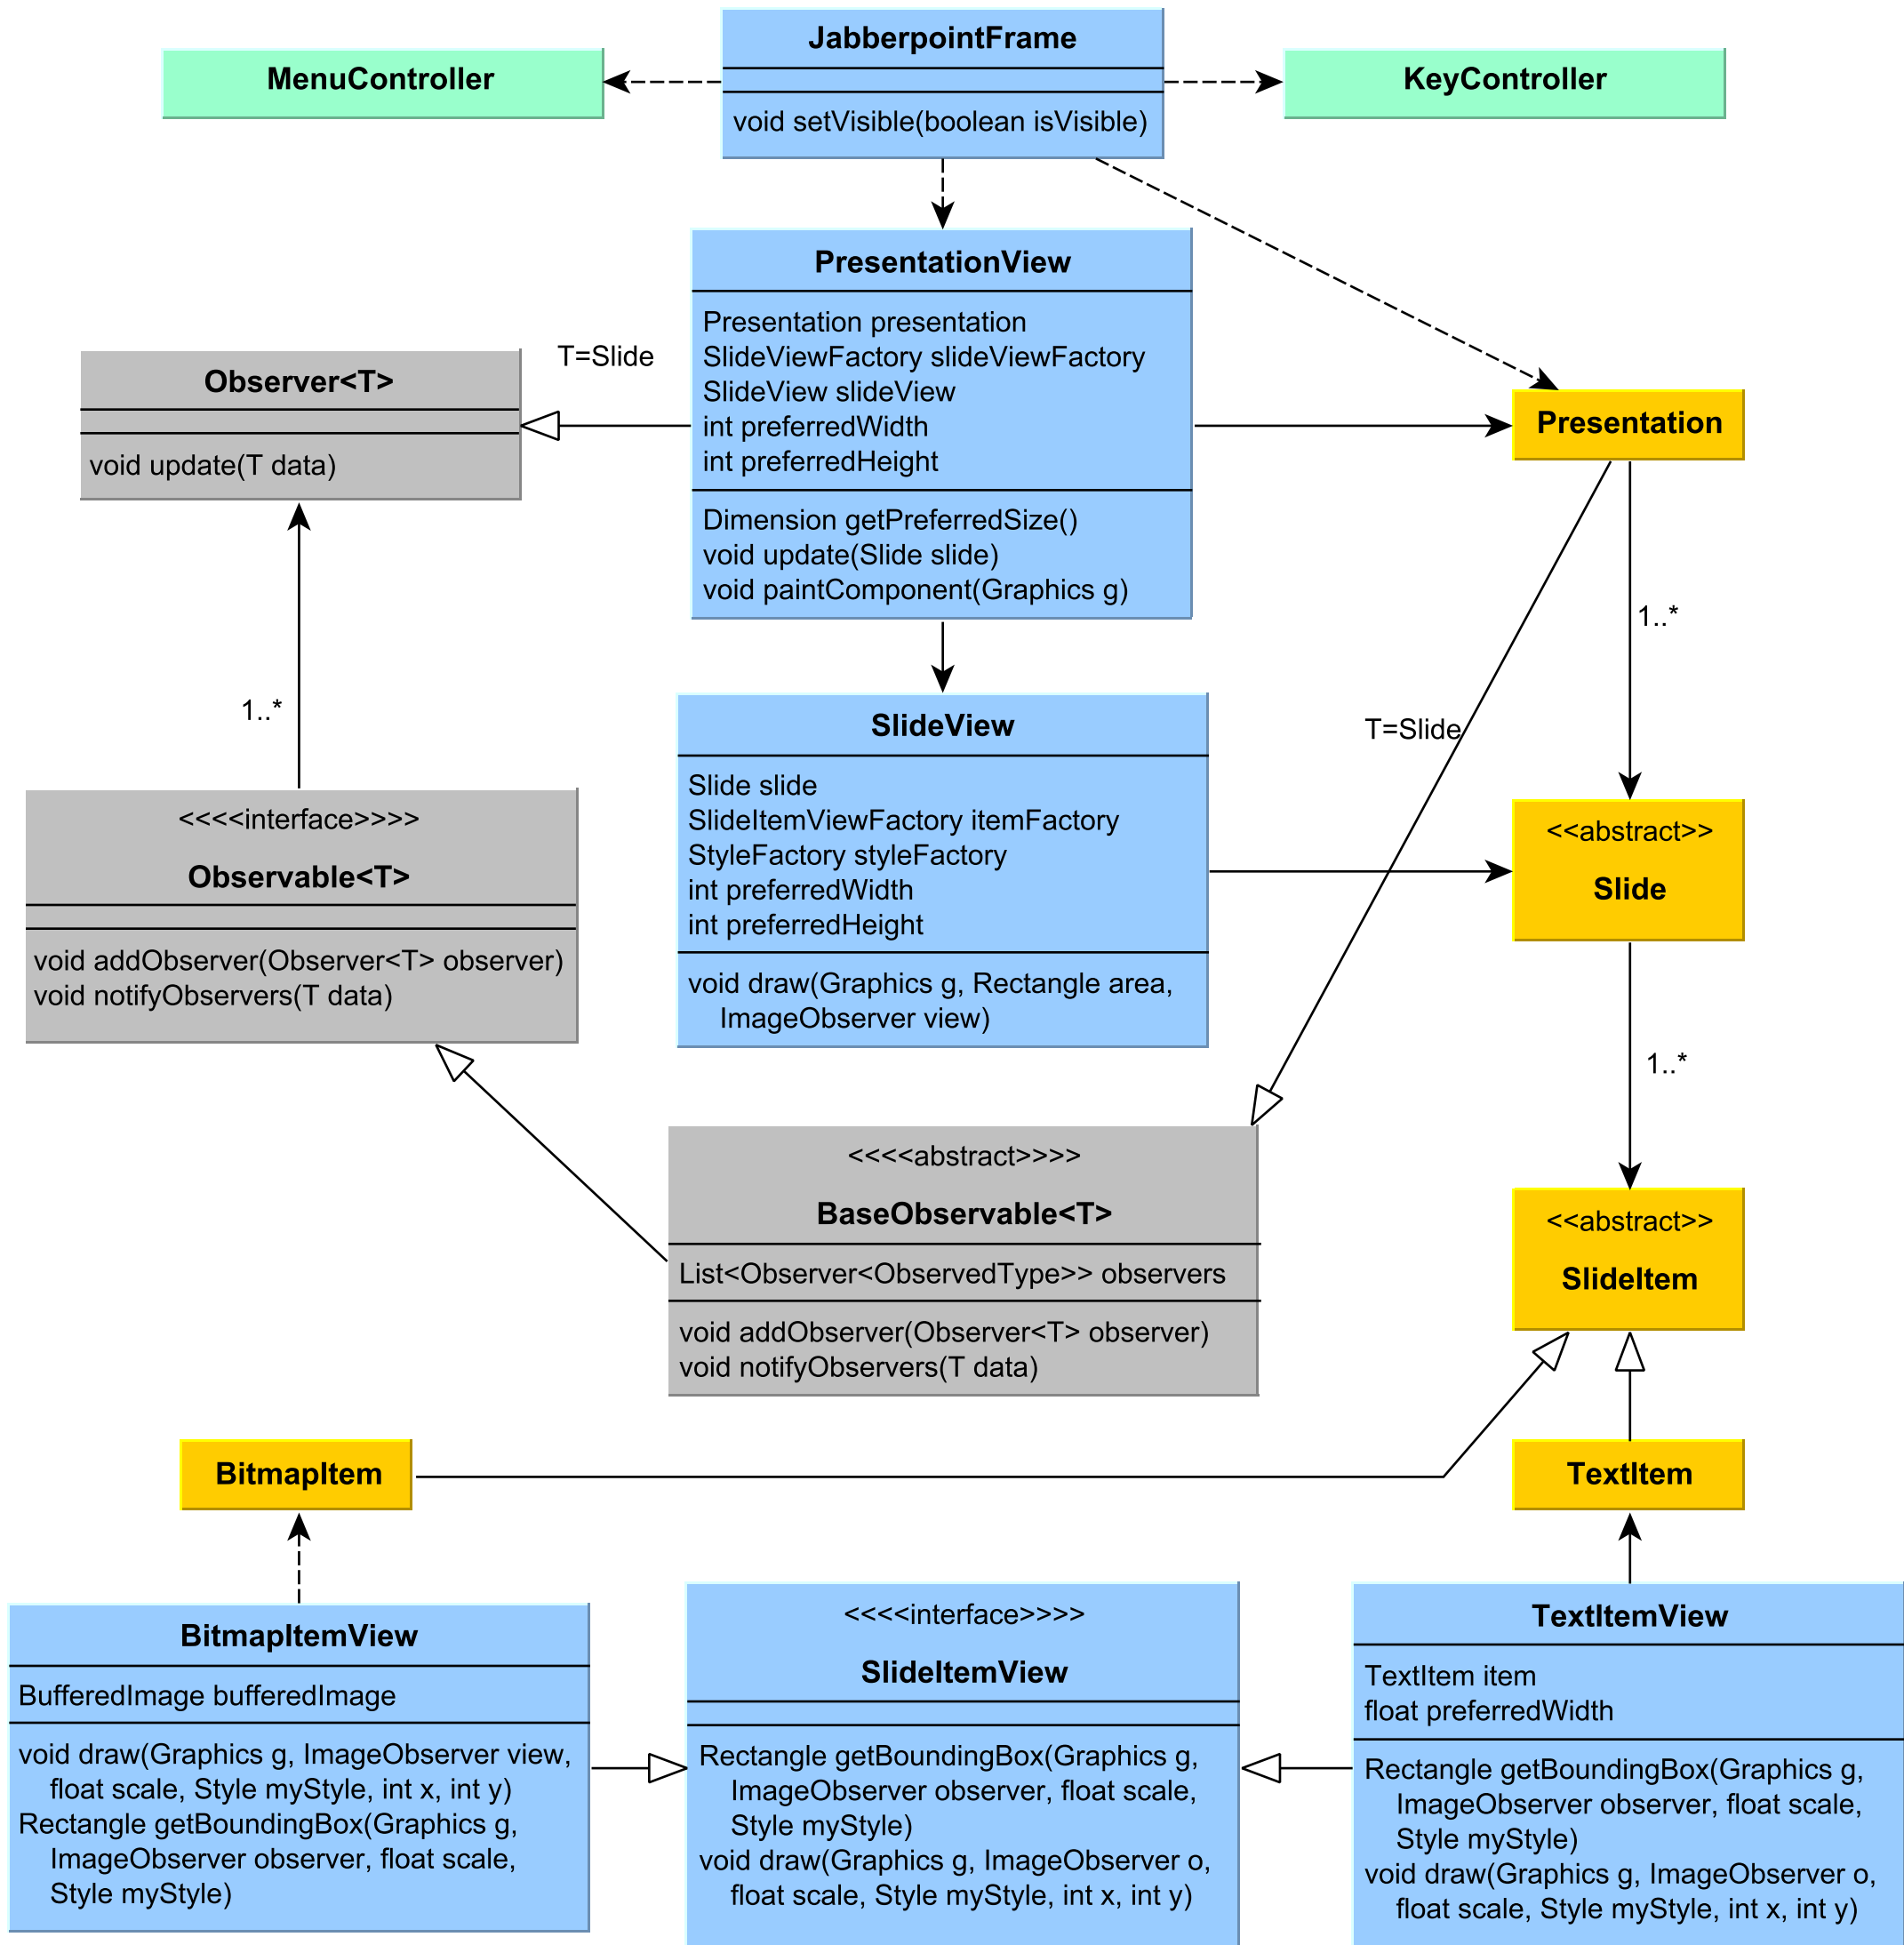 JabberpointFrame
void setVisible(boolean isVisible)
MenuController
KeyController
PresentationView
Presentation presentation
SlideViewFactory slideViewFactory
SlideView slideView
int preferredWidth
int preferredHeight
Dimension getPreferredSize()
void update(Slide slide)
void paintComponent(Graphics g)
T=Slide
Observer<T>
void update(T data)
Presentation
1..*
1..*
T=Slide
SlideView
Slide slide
SlideItemViewFactory itemFactory
StyleFactory styleFactory
int preferredWidth
int preferredHeight
void draw(Graphics g, Rectangle area,
ImageObserver view)
<<<<interface>>>>
Observable<T>
void addObserver(Observer<T> observer)
void notifyObservers(T data)
<<abstract>>
Slide
1..*
<<<<abstract>>>>
BaseObservable<T>
List<Observer<ObservedType>> observers
void addObserver(Observer<T> observer)
void notifyObservers(T data)
<<abstract>>
SlideItem
BitmapItem
TextItem
BitmapItemView
BufferedImage bufferedImage
void draw(Graphics g, ImageObserver view,
float scale, Style myStyle, int x, int y)
Rectangle getBoundingBox(Graphics g,
ImageObserver observer, float scale,
Style myStyle)
<<<<interface>>>>
SlideItemView
Rectangle getBoundingBox(Graphics g,
ImageObserver observer, float scale,
Style myStyle)
void draw(Graphics g, ImageObserver o,
float scale, Style myStyle, int x, int y)
TextItemView
TextItem item
float preferredWidth
Rectangle getBoundingBox(Graphics g,
ImageObserver observer, float scale,
Style myStyle)
void draw(Graphics g, ImageObserver o,
float scale, Style myStyle, int x, int y)